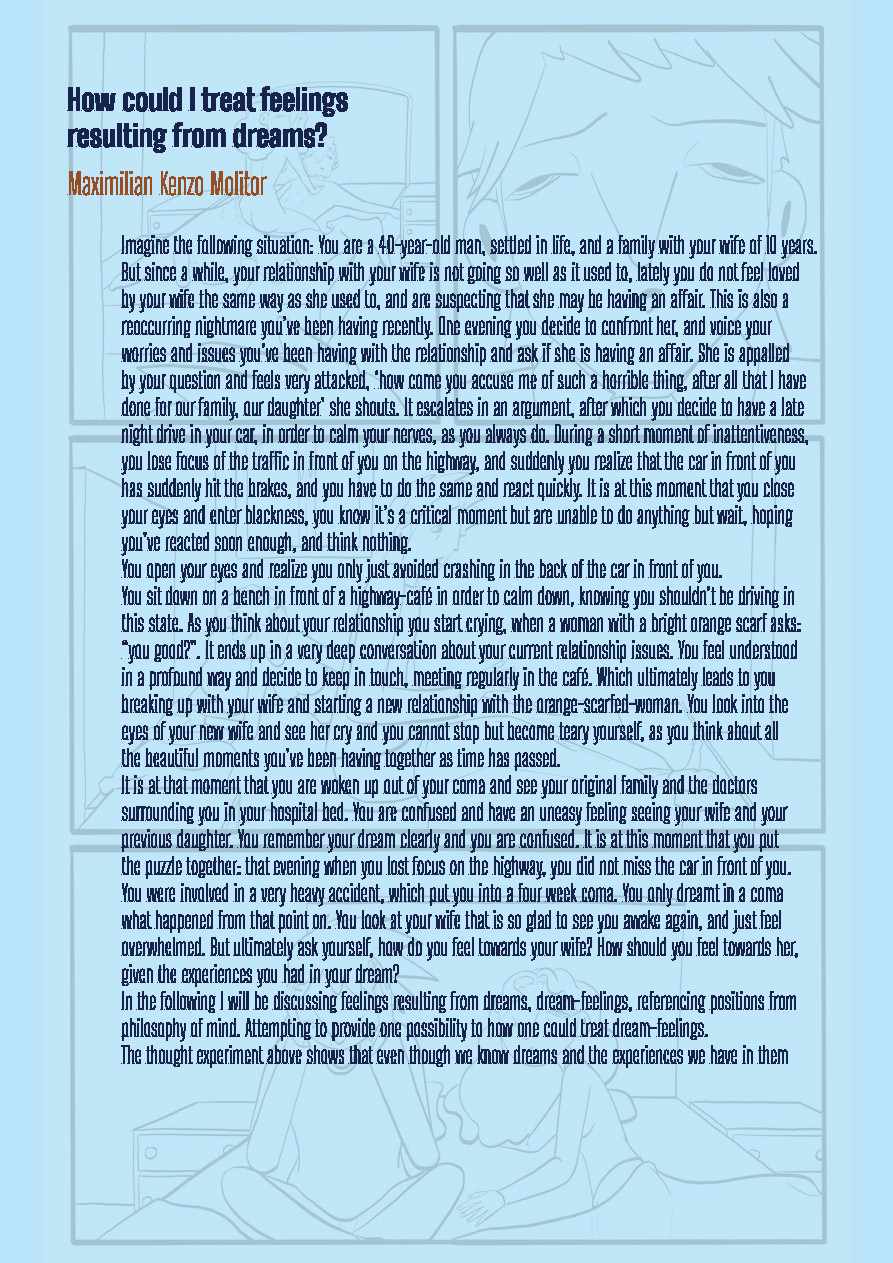 How could I treat feelings
resulting from dreams?
Maximilian Kenzo Molitor
Imagine the following situation: You are a 40-year-old man, settled in life, and a family with your wife of 10 years.
But since a while, your relationship with your wife is not going so well as it used to, lately you do not feel loved
by your wife the same way as she used to, and are suspecting that she may be having an affair. This is also a
reoccurring nightmare you've been having recently. One evening you decide to confront her, and voice your
worries and issues you've been having with the relationship and ask if she is having an affair. She is appalled
by your question and feels very attacked, 'how come you accuse me of such a horrible thing, after all that I have
done for our family, our daughter' she shouts. It escalates in an argument, after which you decide to have a late
night drive in your car, in order to calm your nerves, as you always do. During a short moment of inattentiveness,
you lose focus of the traffic in front of you on the highway, and suddenly you realize that the car in front of you
has suddenly hit the brakes, and you have to do the same and react quickly. It is at this moment that you close
your eyes and enter blackness, you know it's a critical moment but are unable to do anything but wait, hoping
you've reacted soon enough, and think nothing.
You open your eyes and realize you only just avoided crashing in the back of the car in front of you.
You sit down on a bench in front of a highway-café in order to calm down, knowing you shouldn't be driving in
this state. As you think about your relationship you start crying, when a woman with a bright orange scarf asks:
"you good?". It ends up in a very deep conversation about your current relationship issues. You feel understood
in a profound way and decide to keep in touch, meeting regularly in the café. Which ultimately leads to you
breaking up with your wife and starting a new relationship with the orange-scarfed-woman. You look into the
eyes of your new wife and see her cry and you cannot stop but become teary yourself, as you think about all
the beautiful moments you've been having together as time has passed.
It is at that moment that you are woken up out of your coma and see your original family and the doctors
surrounding you in your hospital bed. You are confused and have an uneasy feeling seeing your wife and your
previous daughter. You remember your dream clearly and you are confused. It is at this moment that you put
the puzzle together: that evening when you lost focus on the highway, you did not miss the car in front of you.
You were involved in a very heavy accident, which put you into a four week coma. You only dreamt in a coma
what happened from that point on. You look at your wife that is so glad to see you awake again, and just feel
overwhelmed. But ultimately ask yourself, how do you feel towards your wife? How should you feel towards her,
given the experiences you had in your dream?
In the following I will be discussing feelings resulting from dreams, dream-feelings, referencing positions from
philosophy of mind. Attempting to provide one possibility to how one could treat dream-feelings.
The thought experiment above shows that even though we know dreams and the experiences we have in them